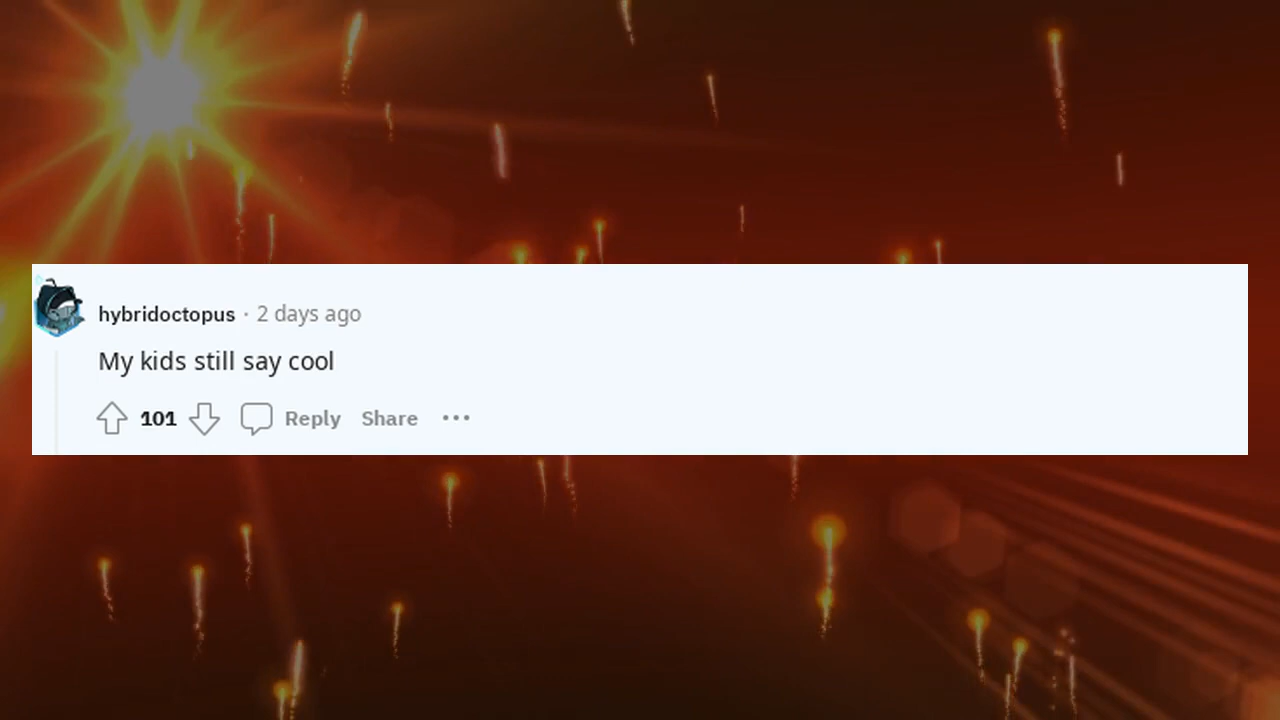 hybridoctopus · 2 days ago
My kids still say cool
101 Reply Share ···